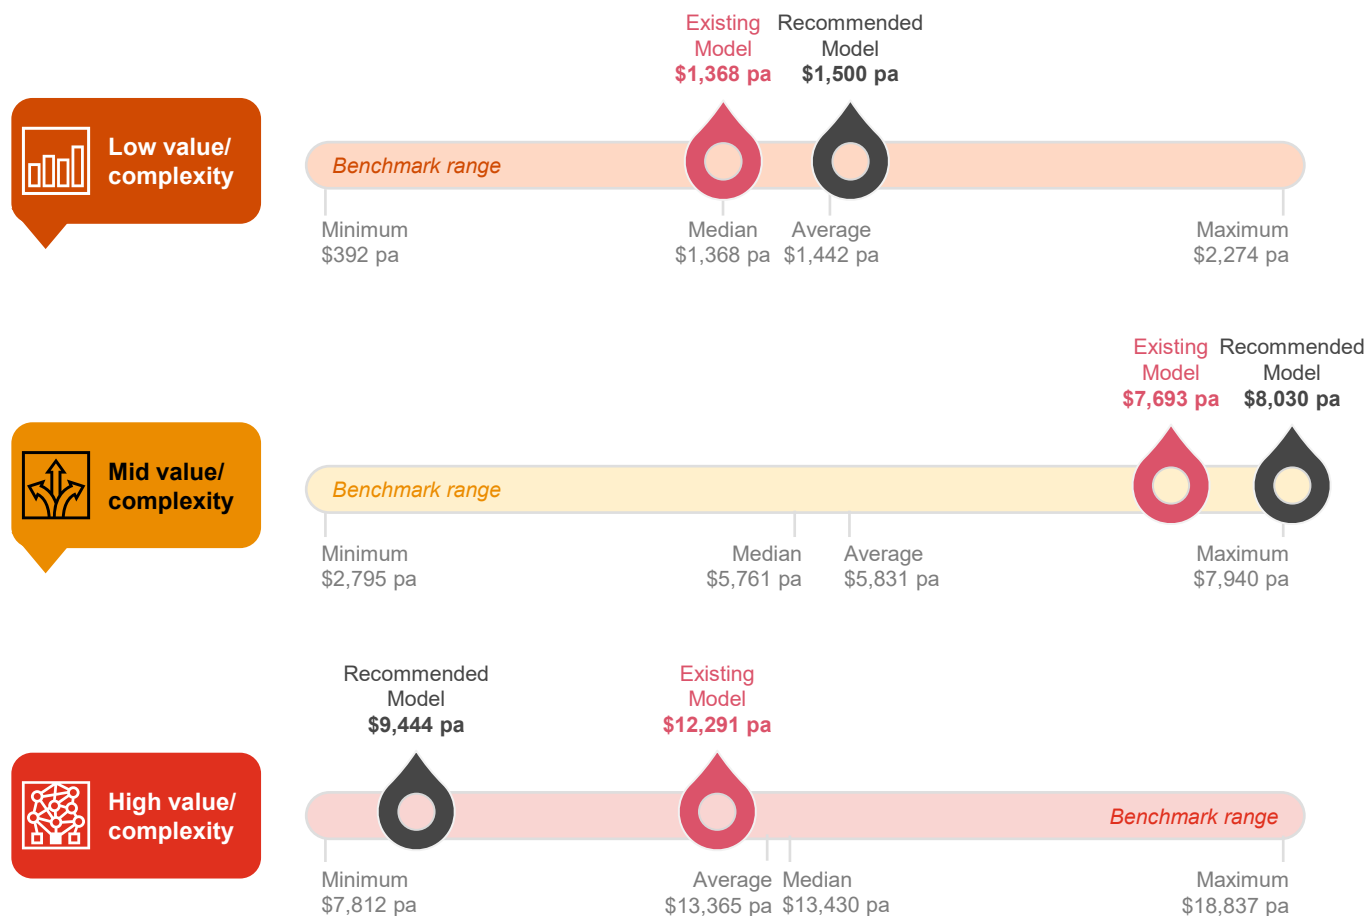 Existing
Model
$1,368 pa
Recommended
Model
$1,500 pa
Low value/
complexity
Benchmark range
Minimum
$392 pa
Median
$1,368 pa
Average
$1,442 pa
Maximum
$2,274 pa
Existing
Model
$7,693 pa
Recommended
Model
$8,030 pa
Mid value/
complexity
Benchmark range
Minimum
$2,795 pa
Median
$5,761 pa
Average
$5,831 pa
Maximum
$7,940 pa
Recommended
Model
$9,444 pa
Existing
Model
$12,291 pa
High value/
complexity
Benchmark range
Minimum
$7,812 pa
Average
$13,365 pa
Median
$13,430 pa
Maximum
$18,837 pa